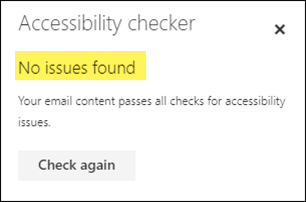 Accessibility checker
No issues found
Your email content passes all checks for accessibility
issues.
Check again